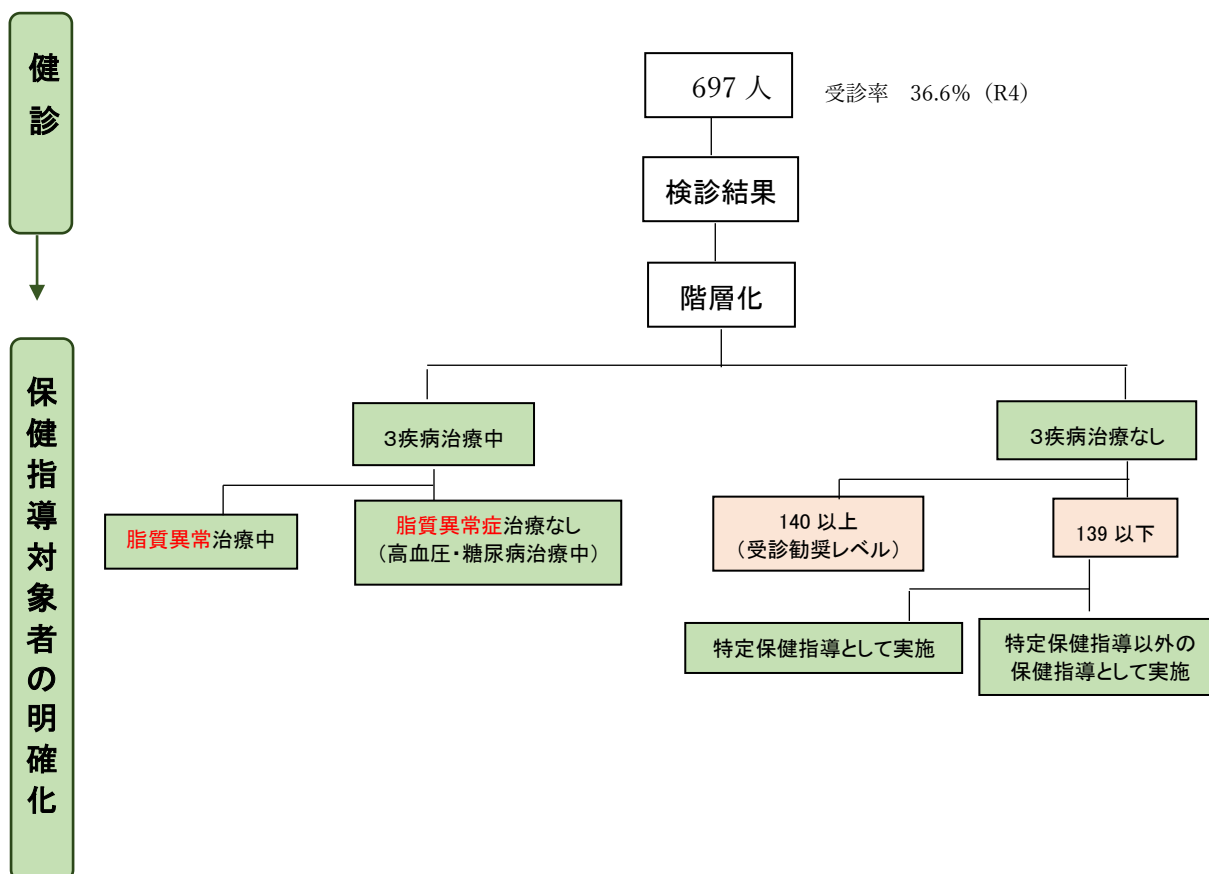 健診
697 人
受診率　36.6%（R4）
検診結果
階層化
保健指導対象者の明確化
3疾病治療中
3疾病治療なし
脂質異常治療中
脂質異常症治療なし
（高血圧・糖尿病治療中）
140 以上
（受診勧奨レベル）
139 以下
特定保健指導として実施
特定保健指導以外の
保健指導として実施